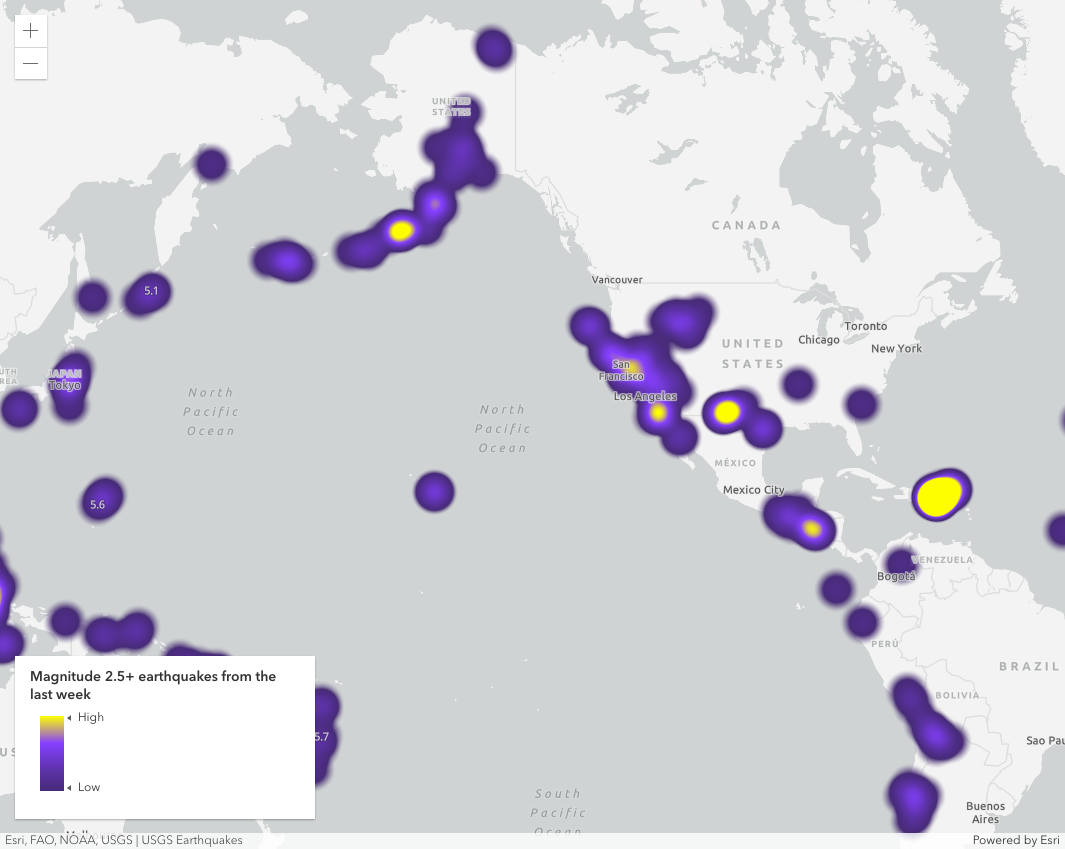 UNITED
STATES
CANADA
5.1
Vancouver
Toronto
Chicago
New York
UNITED
STATES
San
Francisco
JAPAN
Tokyo
Los Angeles
North
Pacific
Ocean
North
Pacific
Ocean
MÉXICO
Mexico City
5.6
VENEZUELA
Bogotá
PERÚ
BRAZIL
BOLIVIA
Magnitude 2.5+ earthquakes from the
last week
High
Low
5.7
Sao Pau
South
Pacific
Ocean
Buenos
Aires
Esri, FAO, NOAA, USGS | USGS Earthquakes
Powered by Esri